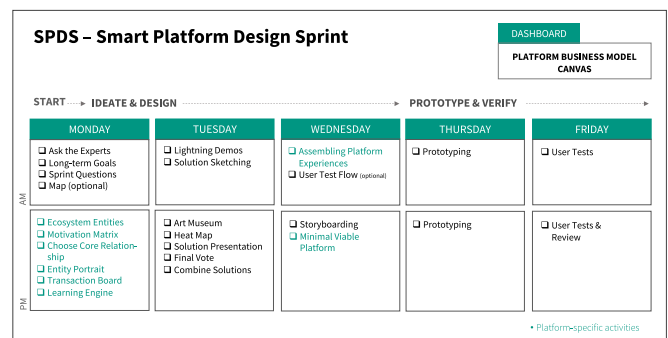 SPDS – Smart Platform Design Sprint
DASHBOARD
PLATFORM BUSINESS MODEL
CANVAS
START
IDEATE & DESIGN
PROTOTYPE & VERIFY
MONDAY
TUESDAY
WEDNESDAY
THURSDAY
FRIDAY
AM
Ask the Experts
Long-term Goals
Sprint Questions
Map (optional)
Lightning Demos
Solution Sketching
Assembling Platform
Experiences
User Test Flow (optional)
Prototyping
User Tests
PM
Ecosystem Entities
Motivation Matrix
Choose Core Relation-
ship
Entity Portrait
Transaction Board
Learning Engine
Art Museum
Heat Map
Solution Presentation
Final Vote
Combine Solutions
Storyboarding
Minimal Viable
Platform
Prototyping
User Tests &
Review
• Platform-specific activities